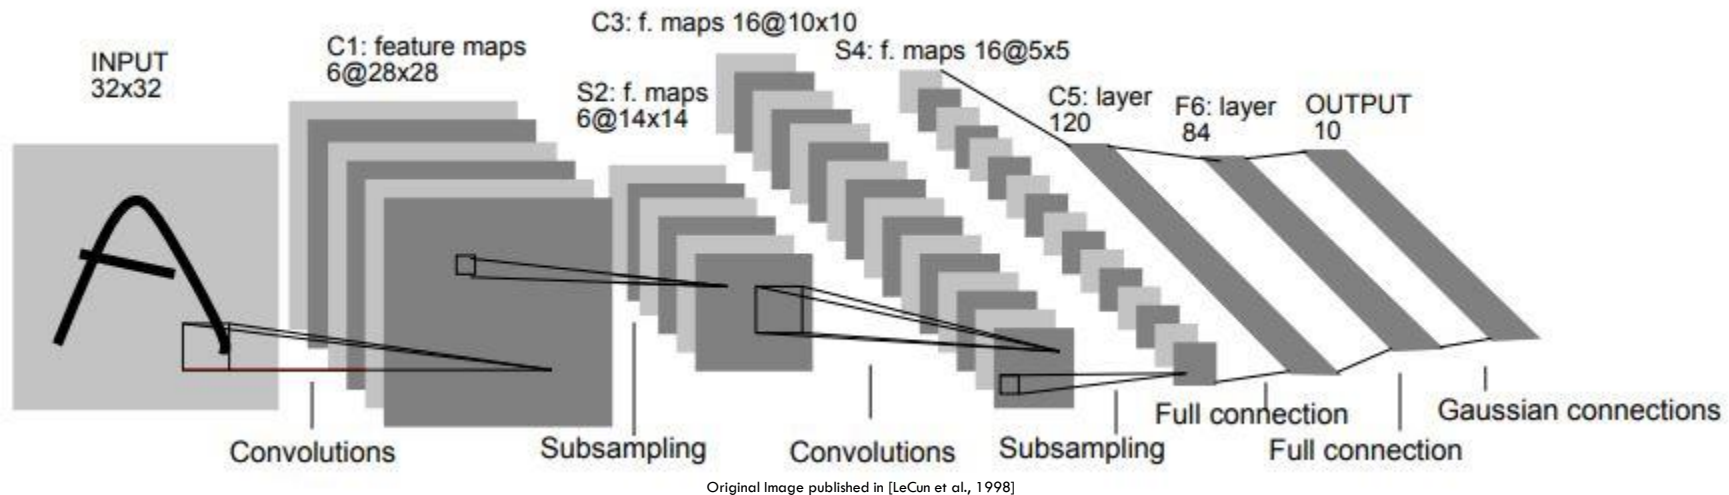 INPUT
32x32
C1: feature maps
6@28x28
S2: f. maps
6@14x14
C3: f. maps 16@10x10
S4: f. maps 16@5x5
C5: layer
120
F6: layer
84
OUTPUT
10
Convolutions
Subsampling
Convolutions
Subsampling
Full connection
Full connection
Gaussian connections
Original Image published in [LeCun et al., 1998]